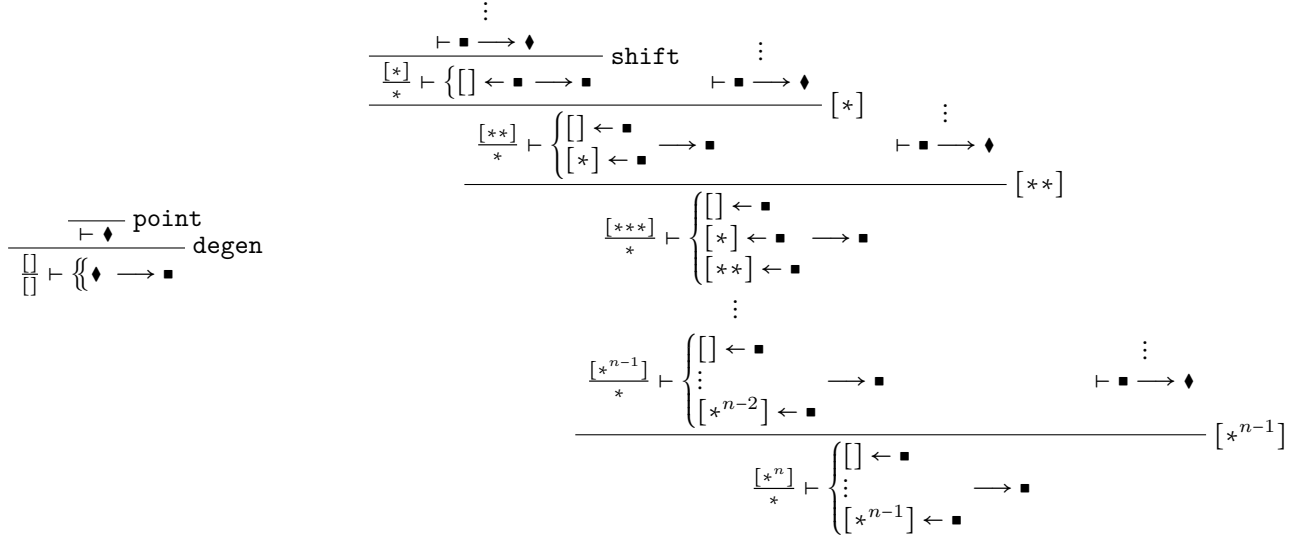 ⋮
⊢ ■ ⟶ ♦
shift
[*]/* ⊢ { [] ← ■ ⟶ ■
⋮
⊢ ■ ⟶ ♦
[*]
[**]/* ⊢ { [] ← ■
[*] ← ■
⟶ ■
⋮
⊢ ■ ⟶ ♦
[**]
[***]/* ⊢ { [] ← ■
[*] ← ■
[**] ← ■
⟶ ■
point
⊢ ♦
degen
[]/[] ⊢ {{ ♦ ⟶ ■
⋮
[*^{n−1}]/* ⊢ { [] ← ■
⋮
[*^{n−2}] ← ■
⟶ ■
⋮
⊢ ■ ⟶ ♦
[*^{n−1}]
[*^n]/* ⊢ { [] ← ■
⋮
[*^{n−1}] ← ■
⟶ ■